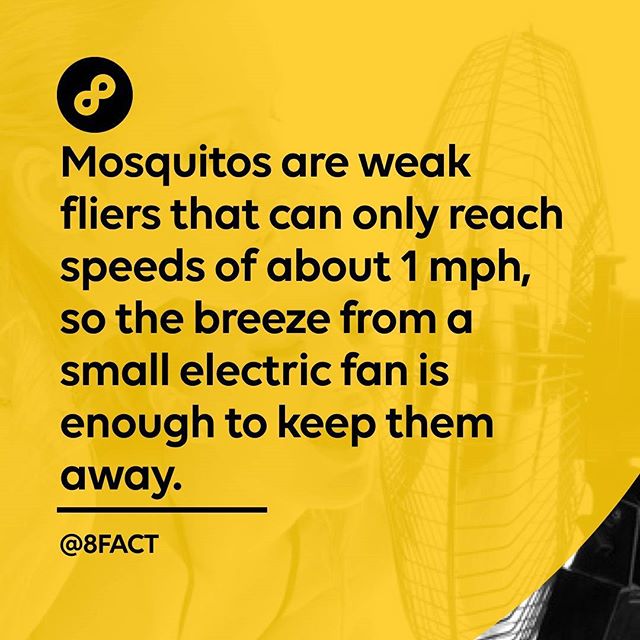 Mosquitos are weak
fliers that can only reach
speeds of about 1 mph,
so the breeze from a
small electric fan is
enough to keep them
away.
@8FACT